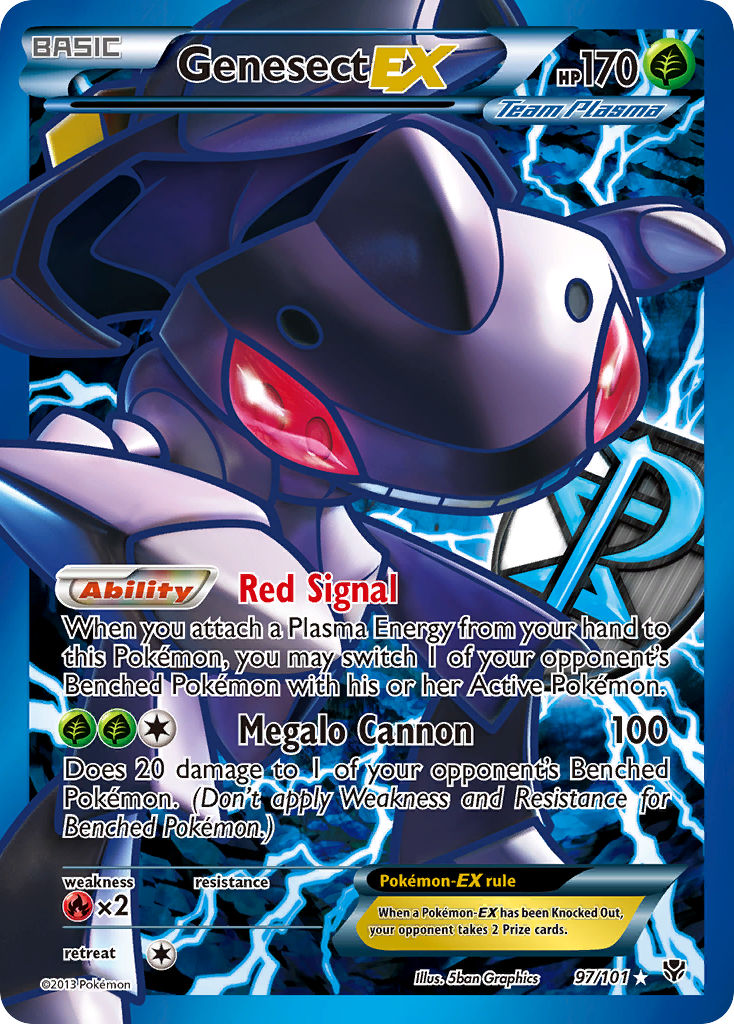 BASIC
Genesect EX
HP170
Team Plasma
Ability Red Signal
When you attach a Plasma Energy from your hand to
this Pokémon, you may switch 1 of your opponent's
Benched Pokémon with his or her Active Pokémon.
Megalo Cannon 100
Does 20 damage to 1 of your opponent's Benched
Pokémon. (Don't apply Weakness and Resistance for
Benched Pokémon.)
weakness resistance
×2
retreat
Pokémon-EX rule
When a Pokémon-EX has been Knocked Out,
your opponent takes 2 Prize cards.
©2013 Pokémon
Illus. 5ban Graphics
97/101 ★